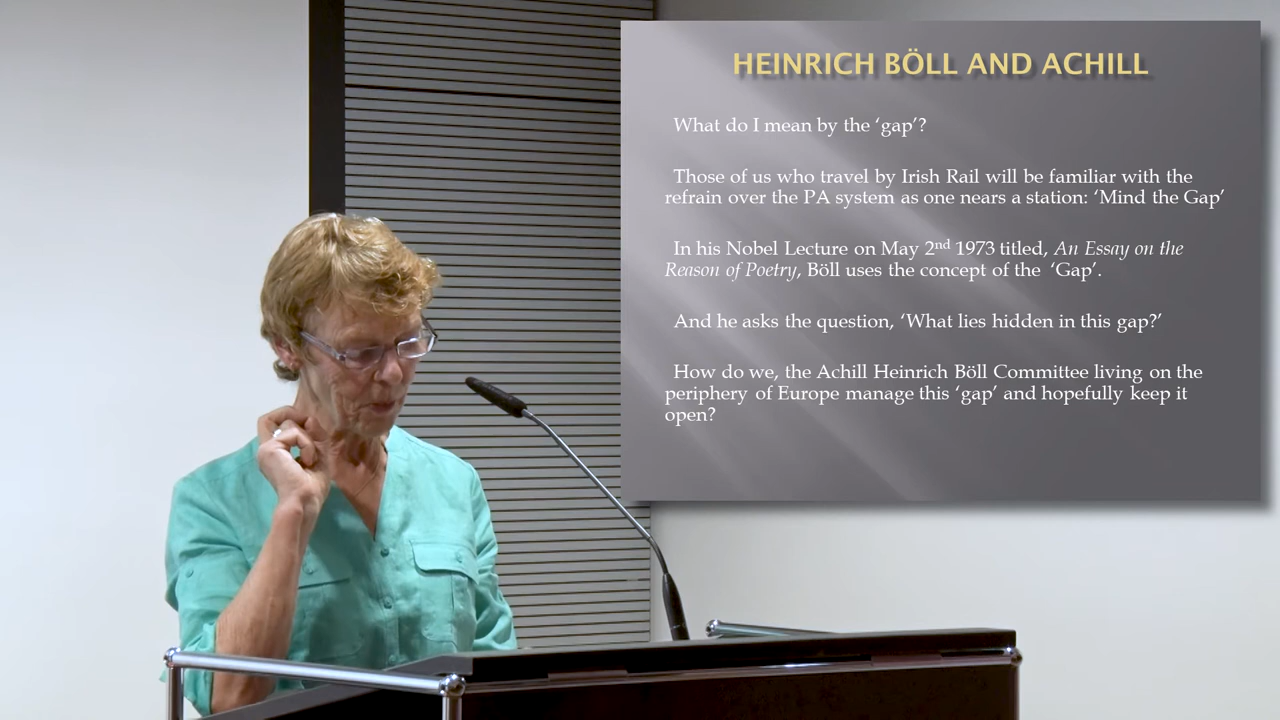 HEINRICH BÖLL AND ACHILL
What do I mean by the ‘gap’?
Those of us who travel by Irish Rail will be familiar with the
refrain over the PA system as one nears a station: ‘Mind the Gap’
In his Nobel Lecture on May 2nd 1973 titled, An Essay on the
Reason of Poetry, Böll uses the concept of the ‘Gap’.
And he asks the question, ‘What lies hidden in this gap?’
How do we, the Achill Heinrich Böll Committee living on the
periphery of Europe manage this ‘gap’ and hopefully keep it
open?